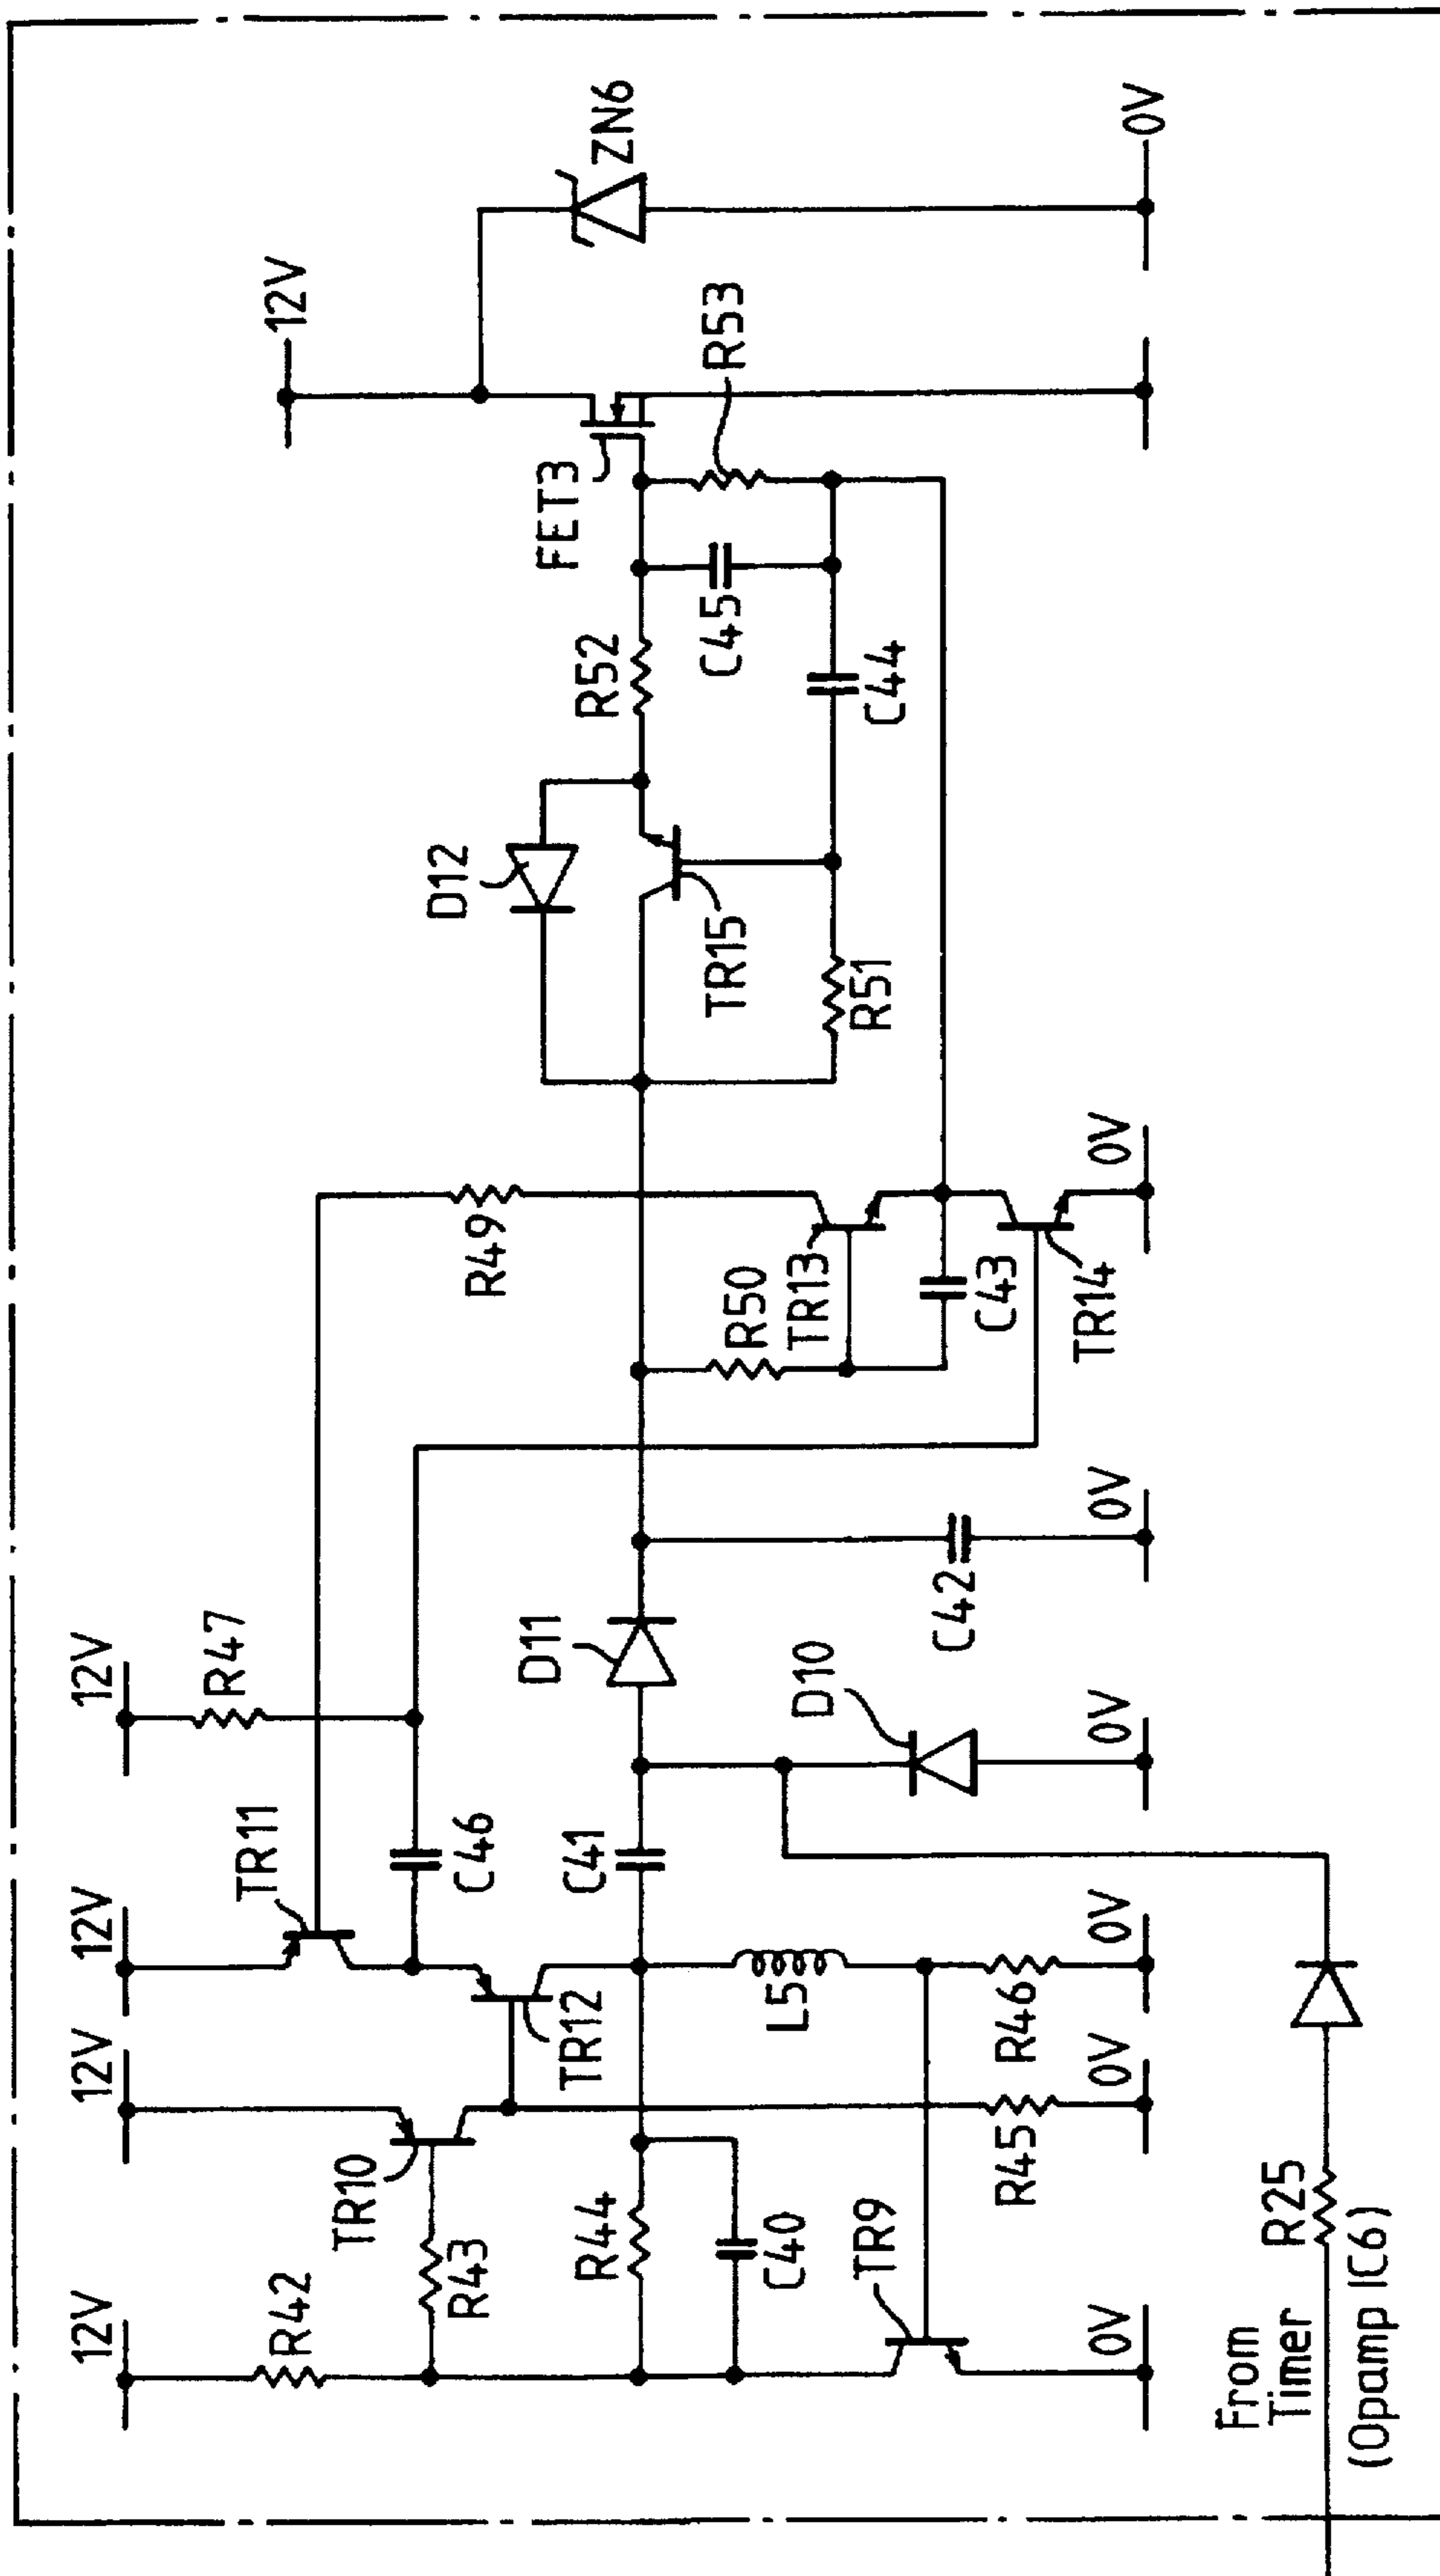 12V
12V
12V
12V
12V
R42
TR10
R43
R44
C40
TR9
0V
R45
0V
R46
0V
TR12
L5
TR11
C46
C41
R47
D11
D10
0V
C42
0V
R49
R50
TR13
C43
TR14
0V
D12
TR15
R51
R52
C45
C44
FET3
R53
ZN6
0V
From
Timer
(Opamp IC6)
R25